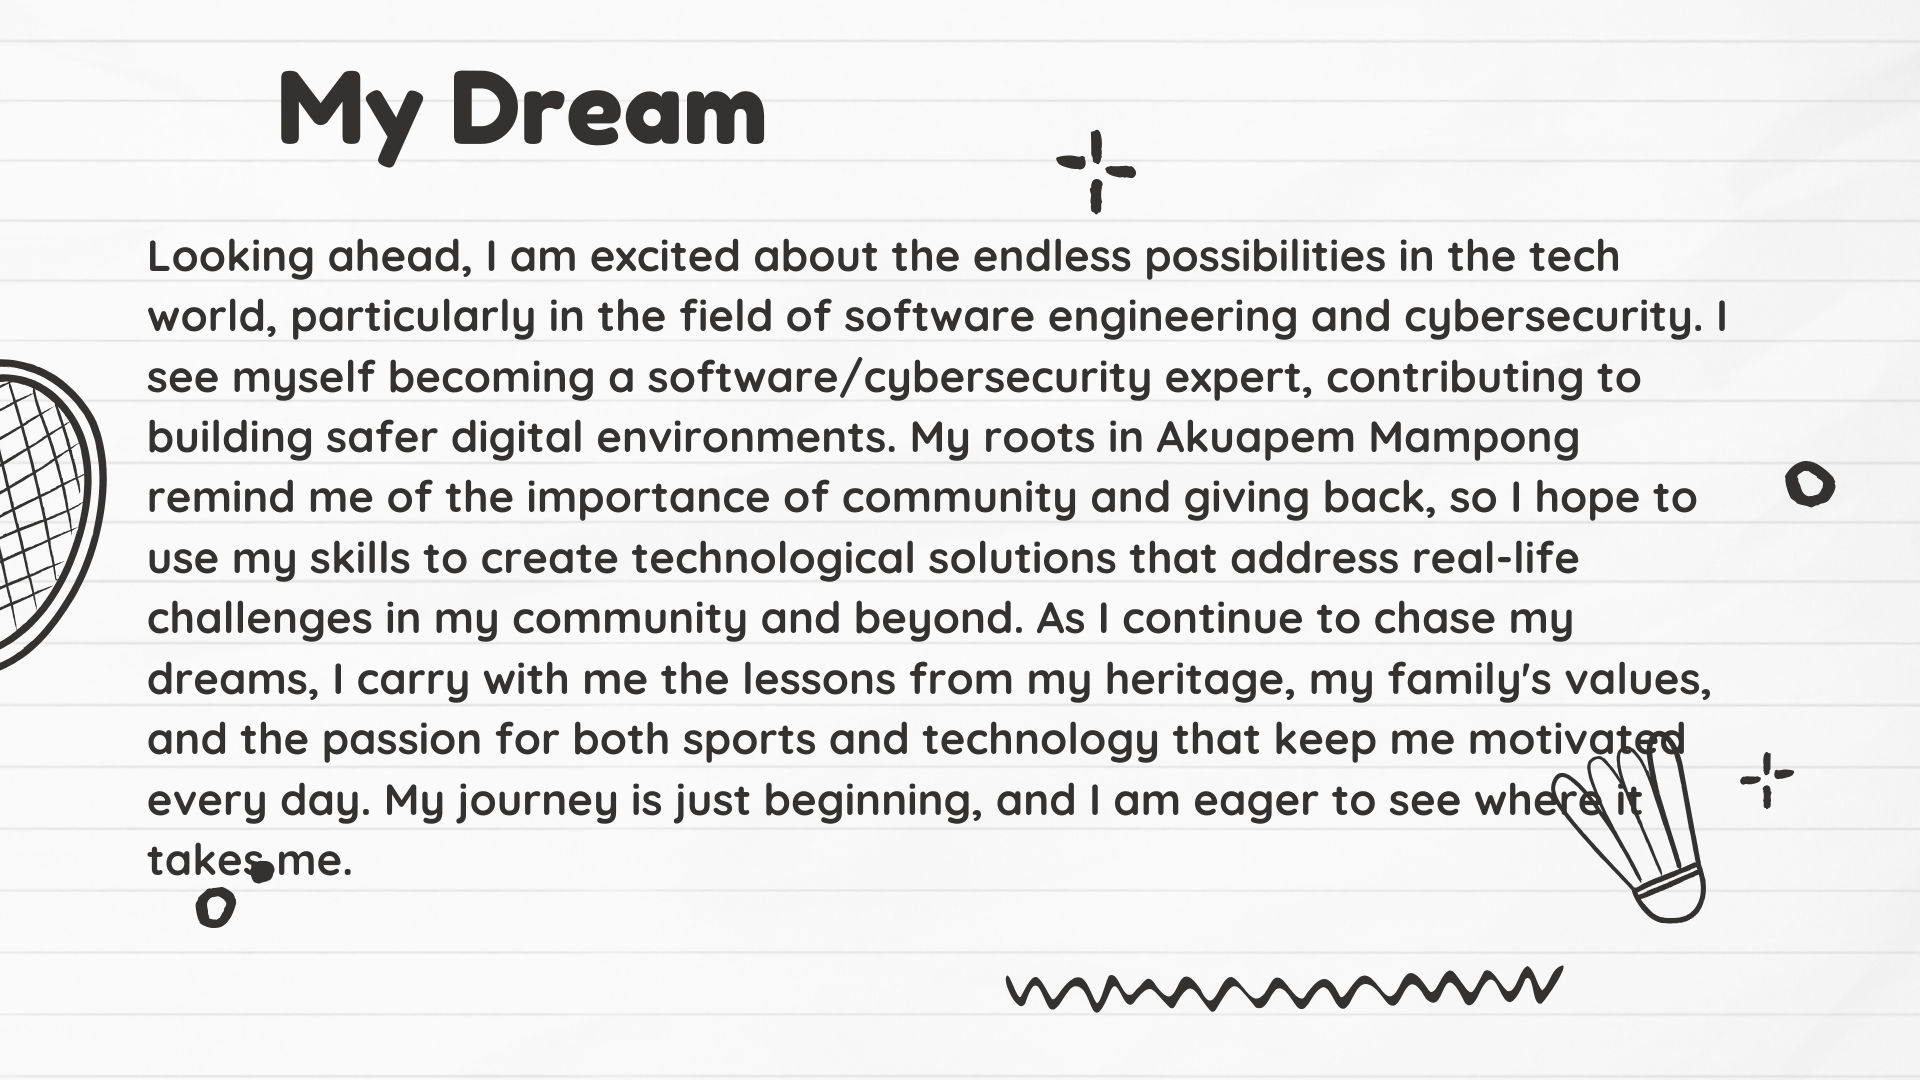 My Dream
Looking ahead, I am excited about the endless possibilities in the tech
world, particularly in the field of software engineering and cybersecurity. I
see myself becoming a software/cybersecurity expert, contributing to
building safer digital environments. My roots in Akuapem Mampong
remind me of the importance of community and giving back, so I hope to
use my skills to create technological solutions that address real-life
challenges in my community and beyond. As I continue to chase my
dreams, I carry with me the lessons from my heritage, my family's values,
and the passion for both sports and technology that keep me motivated
every day. My journey is just beginning, and I am eager to see where it
takes me.